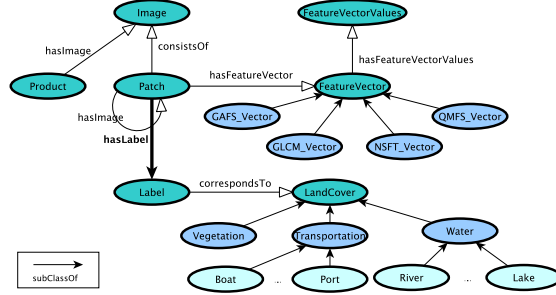 Image
FeatureVectorValues
hasImage
consistsOf
hasFeatureVectorValues
hasFeatureVector
Product
Patch
FeatureVector
hasImage
GAFS_Vector
QMFS_Vector
hasLabel
GLCM_Vector
NSFT_Vector
correspondsTo
Label
LandCover
Vegetation
Transportation
Water
subClassOf
Boat
...
Port
River
...
Lake